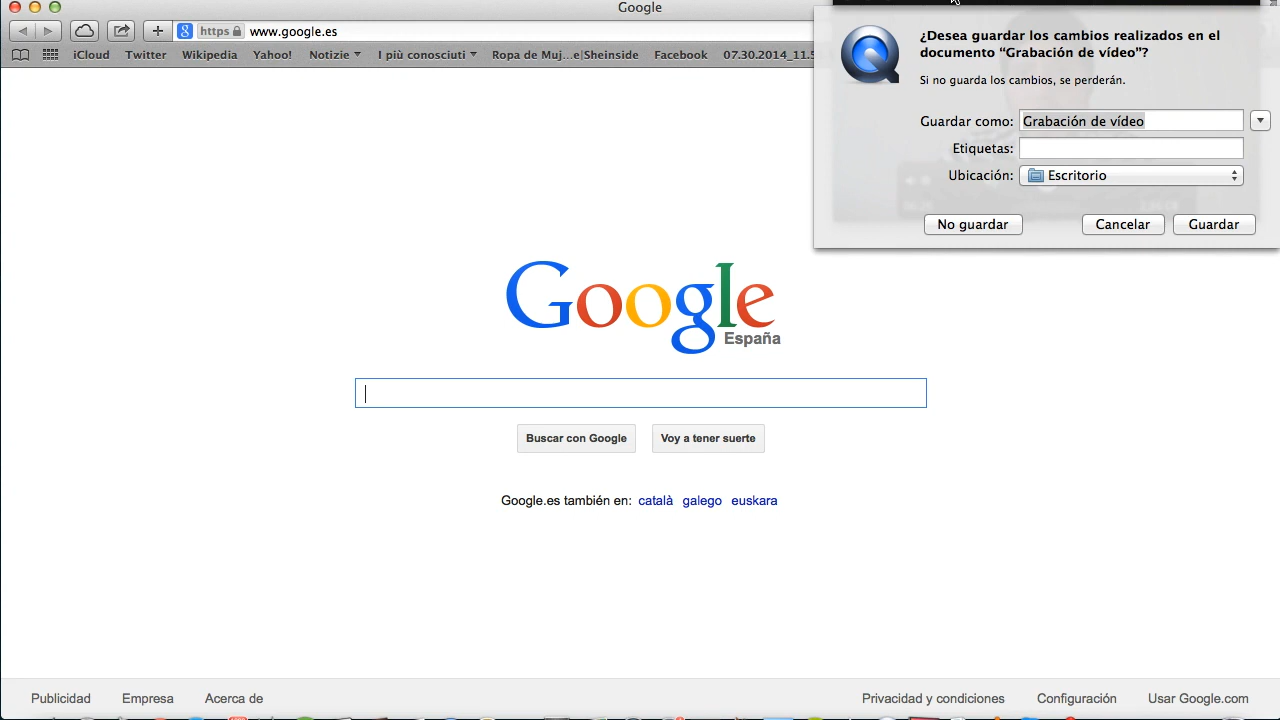 Google
https www.google.es
iCloud Twitter Wikipedia Yahoo! Notizie I più conosciuti Ropa de Muj...e|Sheinside Facebook 07.30.2014_11.5
¿Desea guardar los cambios realizados en el
documento “Grabación de vídeo”?
Si no guarda los cambios, se perderán.
Guardar como: Grabación de vídeo
Etiquetas:
Ubicación: Escritorio
No guardar Cancelar Guardar
Google
España
Buscar con Google Voy a tener suerte
Google.es también en: català galego euskara
Publicidad Empresa Acerca de Privacidad y condiciones Configuración Usar Google.com